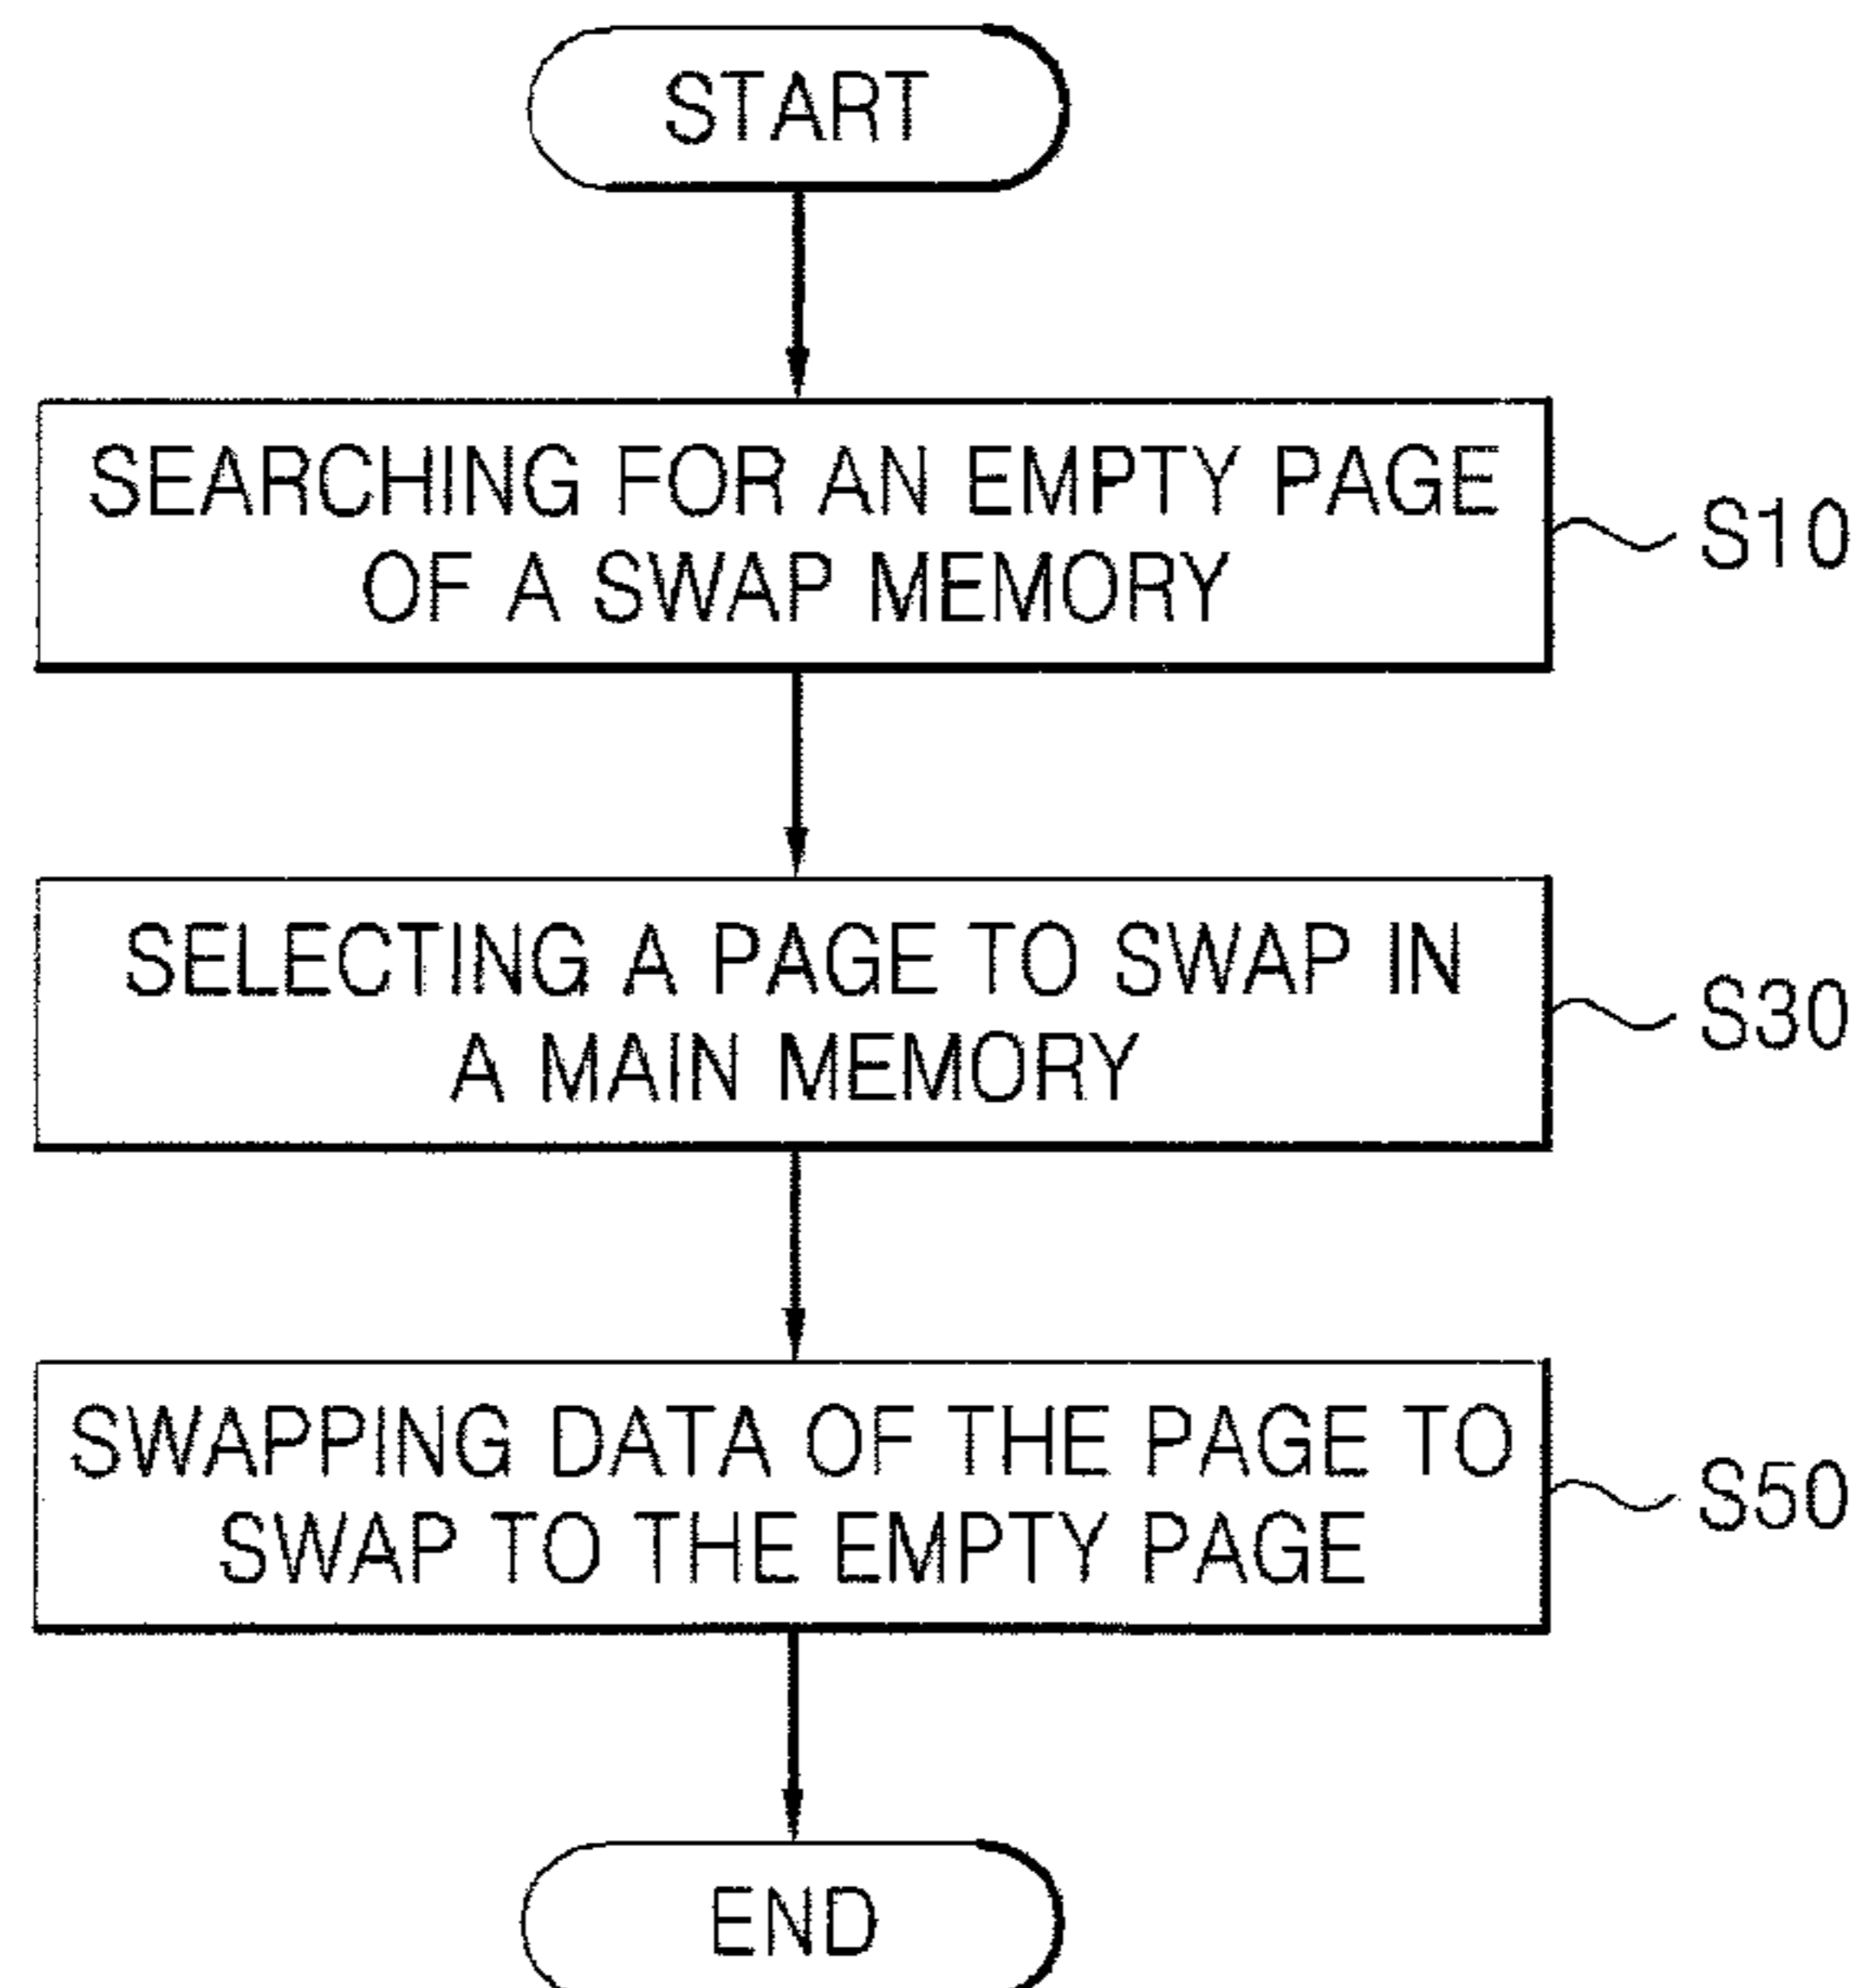 START
SEARCHING FOR AN EMPTY PAGE
OF A SWAP MEMORY
S10
SELECTING A PAGE TO SWAP IN
A MAIN MEMORY
S30
SWAPPING DATA OF THE PAGE TO
SWAP TO THE EMPTY PAGE
S50
END